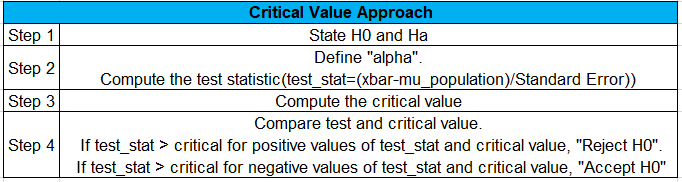 Critical Value Approach
Step 1
State H0 and Ha
Step 2
Define "alpha".
Compute the test statistic(test_stat=(xbar-mu_population)/Standard Error))
Step 3
Compute the critical value
Step 4
Compare test and critical value.
If test_stat > critical for positive values of test_stat and critical value, "Reject H0".
If test_stat > critical for negative values of test_stat and critical value, "Accept H0"